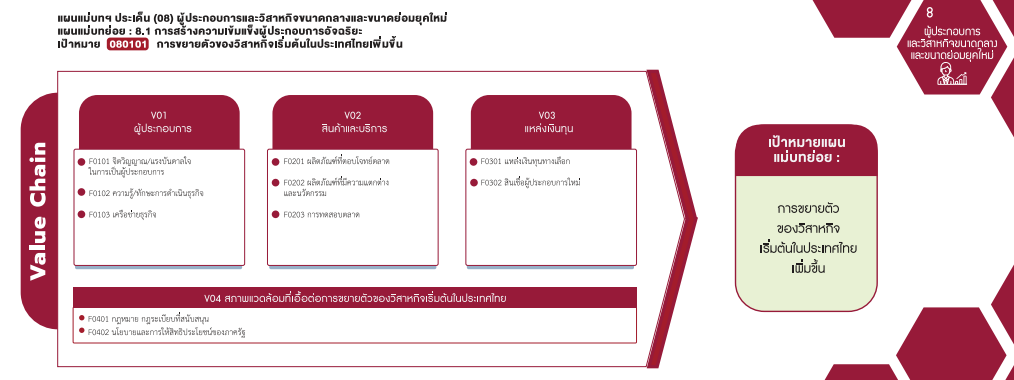 แผนแม่บทฯ ประเด็น (08) ผู้ประกอบการและวิสาหกิจขนาดกลางและขนาดย่อมยุคใหม่
แผนแม่บทย่อย : 8.1 การสร้างความเข้มแข็งผู้ประกอบการอัจฉริยะ
เป้าหมาย 080101 การขยายตัวของวิสาหกิจเริ่มต้นในประเทศไทยเพิ่มขึ้น
8
ผู้ประกอบการ
และวิสาหกิจขนาดกลาง
และขนาดย่อมยุคใหม่
Value Chain
V01
ผู้ประกอบการ
F0101 จิตวิญญาณ/แรงบันดาลใจ
ในการเป็นผู้ประกอบการ
F0102 ความรู้/ทักษะการดำเนินธุรกิจ
F0103 เครือข่ายธุรกิจ
V02
สินค้าและบริการ
F0201 ผลิตภัณฑ์ที่ตอบโจทย์ตลาด
F0202 ผลิตภัณฑ์ที่มีความแตกต่าง
และนวัตกรรม
F0203 การทดสอบตลาด
V03
แหล่งเงินทุน
F0301 แหล่งเงินทุนทางเลือก
F0302 สินเชื่อผู้ประกอบการใหม่
V04 สภาพแวดล้อมที่เอื้อต่อการขยายตัวของวิสาหกิจเริ่มต้นในประเทศไทย
F0401 กฎหมาย กฎระเบียบที่สนับสนุน
F0402 นโยบายและการให้สิทธิประโยชน์ของภาครัฐ
เป้าหมายแผน
แม่บทย่อย :
การขยายตัว
ของวิสาหกิจ
เริ่มต้นในประเทศไทย
เพิ่มขึ้น